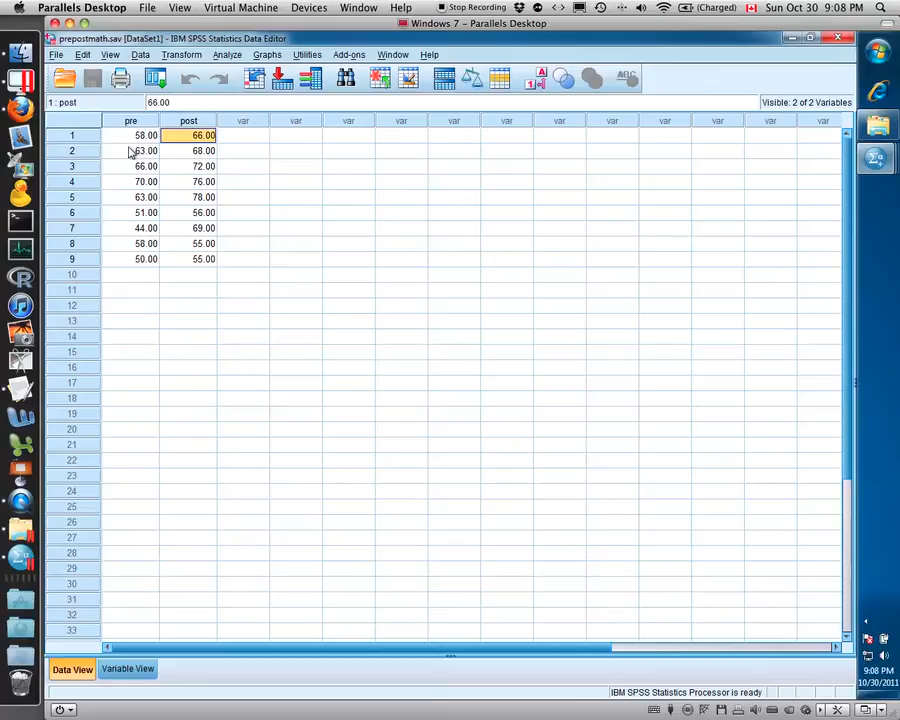 Parallels Desktop File View Virtual Machine Devices Window Help Stop Recording (Charged) Sun Oct 30 9:08 PM
Windows 7 - Parallels Desktop
prepostmath.sav [DataSet1] - IBM SPSS Statistics Data Editor
File Edit View Data Transform Analyze Graphs Utilities Add-ons Window Help
1 : post 66.00 Visible: 2 of 2 Variables
pre post var var var var var var var var var var var var
1 58.00 66.00
2 63.00 68.00
3 66.00 72.00
4 70.00 76.00
5 63.00 78.00
6 51.00 56.00
7 44.00 69.00
8 58.00 55.00
9 50.00 55.00
10
11
12
13
14
15
16
17
18
19
20
21
22
23
24
25
26
27
28
29
30
31
32
33
Data View Variable View
IBM SPSS Statistics Processor is ready
9:08 PM
10/30/2011